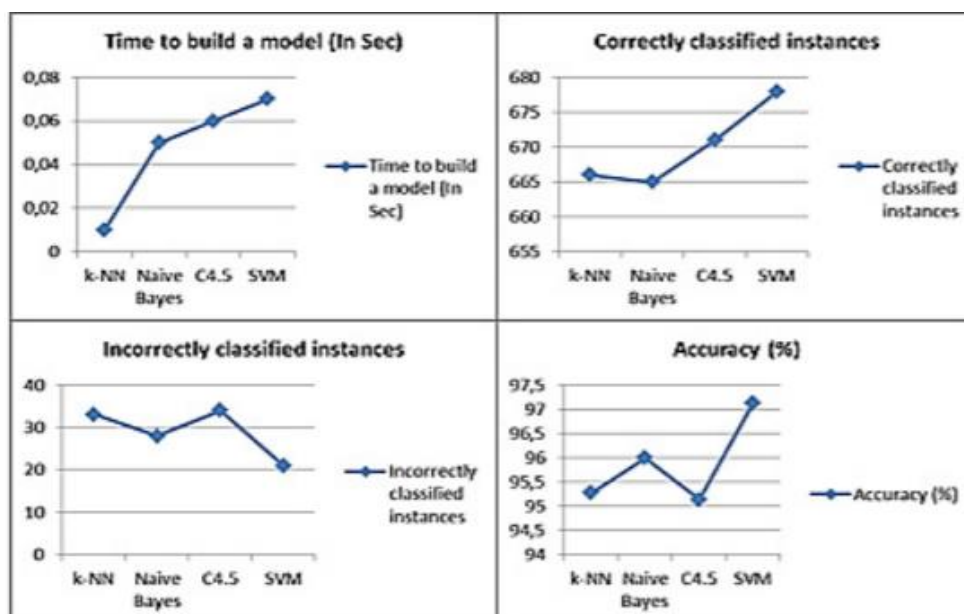 Time to build a model (In Sec)
0,08
0,06
0,04
0,02
0
k-NN Naive Bayes C4.5 SVM
Time to build
a model (In
Sec)
Correctly classified instances
680
675
670
665
660
655
k-NN Naive Bayes C4.5 SVM
Correctly
classified
instances
Incorrectly classified instances
40
30
20
10
0
k-NN Naive Bayes C4.5 SVM
Incorrectly
classified
instances
Accuracy (%)
97,5
97
96,5
96
95,5
95
94,5
94
k-NN Naive Bayes C4.5 SVM
Accuracy (%)